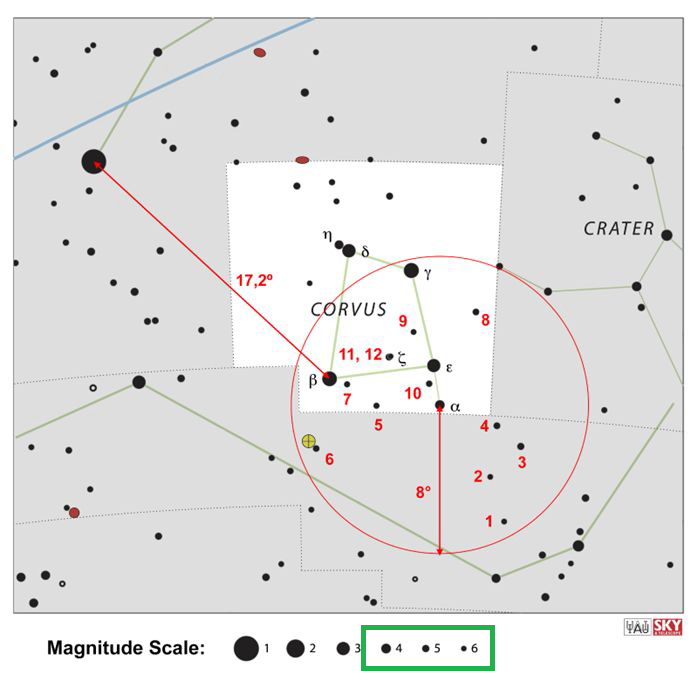 η
δ
γ
CRATER
17,2º
CORVUS
9
8
11, 12
ζ
ε
β
7
10
α
5
4
6
3
8°
2
1
IAU
SKY
& TELESCOPE
Magnitude Scale: 1 2 3 4 5 6